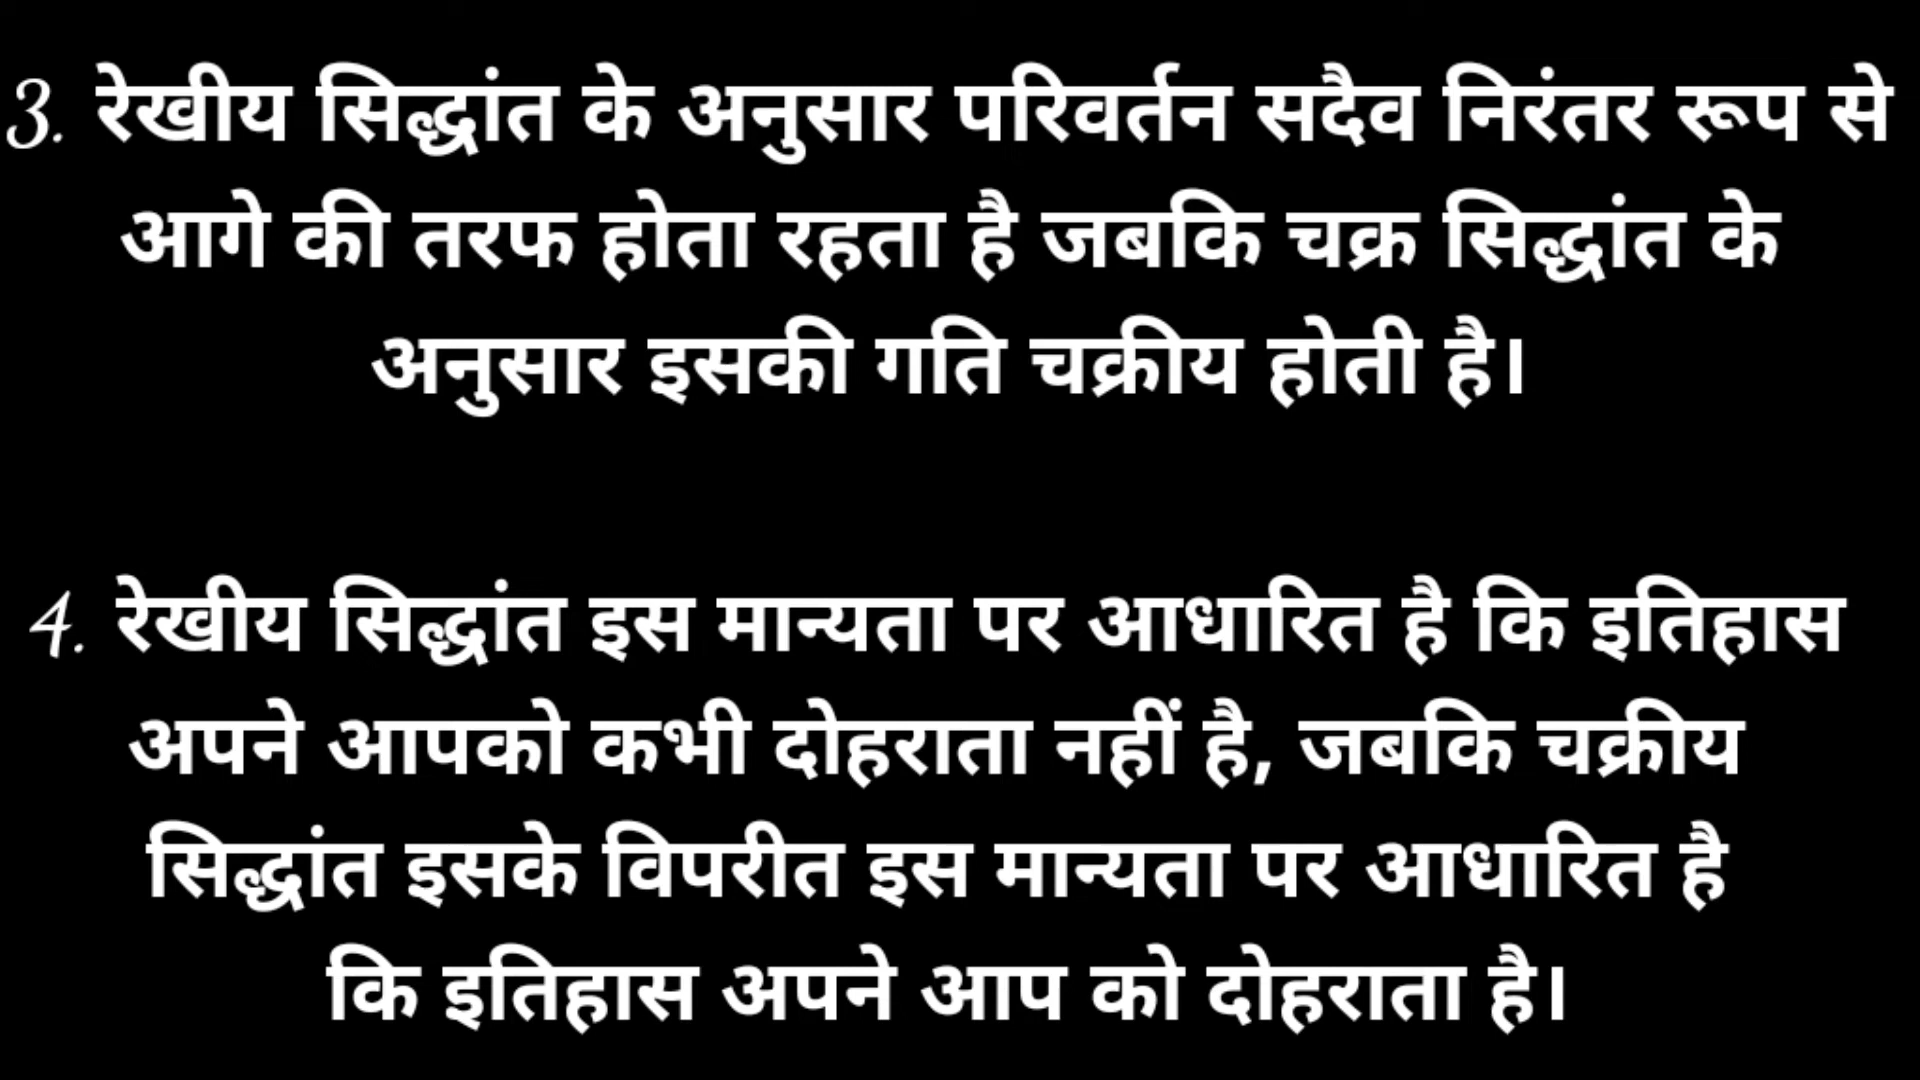 3. रेखीय सिद्धांत के अनुसार परिवर्तन सदैव निरंतर रूप से
आगे की तरफ होता रहता है जबकि चक्र सिद्धांत के
अनुसार इसकी गति चक्रीय होती है।
4. रेखीय सिद्धांत इस मान्यता पर आधारित है कि इतिहास
अपने आपको कभी दोहराता नहीं है, जबकि चक्रीय
सिद्धांत इसके विपरीत इस मान्यता पर आधारित है
कि इतिहास अपने आप को दोहराता है।